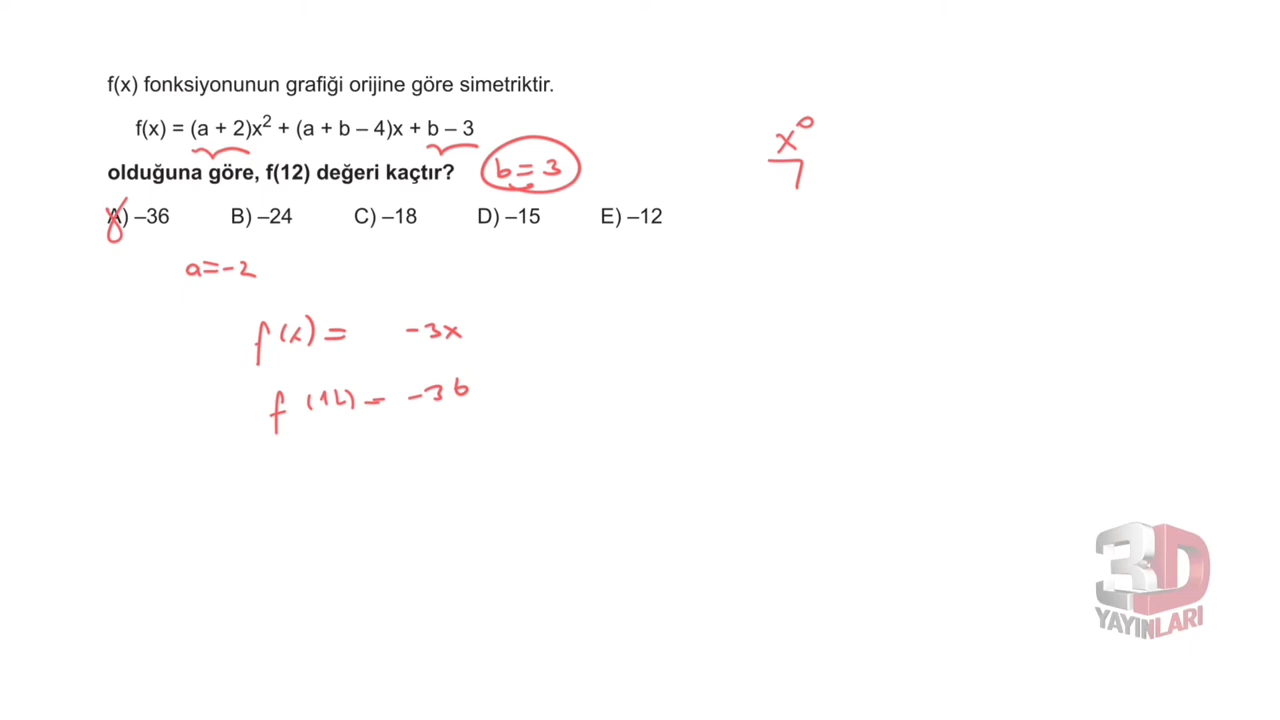 f(x) fonksiyonunun grafiği orijine göre simetriktir.
f(x) = (a + 2)x² + (a + b – 4)x + b – 3
olduğuna göre, f(12) değeri kaçtır?
b = 3
x⁰
A) –36 B) –24 C) –18 D) –15 E) –12
a = -2
f(x) = -3x
f(12) = -36
3D
YAYINLARI